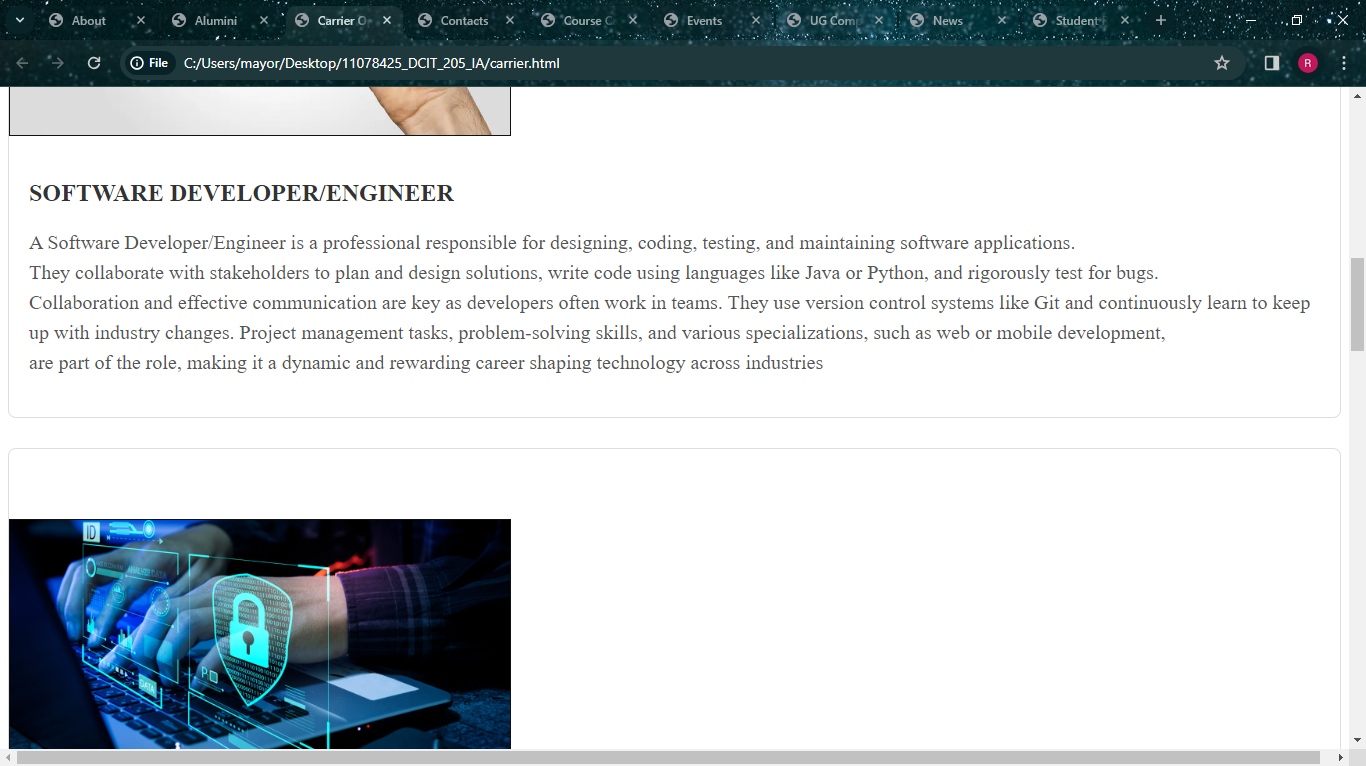 About
Alumini
Carrier O
Contacts
Course C
Events
UG Com
News
Student
File
C:/Users/mayor/Desktop/11078425_DCIT_205_IA/carrier.html
R
SOFTWARE DEVELOPER/ENGINEER
A Software Developer/Engineer is a professional responsible for designing, coding, testing, and maintaining software applications.
They collaborate with stakeholders to plan and design solutions, write code using languages like Java or Python, and rigorously test for bugs.
Collaboration and effective communication are key as developers often work in teams. They use version control systems like Git and continuously learn to keep
up with industry changes. Project management tasks, problem-solving skills, and various specializations, such as web or mobile development,
are part of the role, making it a dynamic and rewarding career shaping technology across industries
ID
DATA